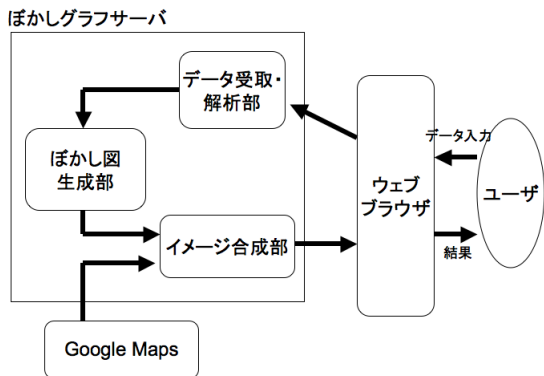 ぼかしグラフサーバ
データ受取・
解析部
ぼかし図
生成部
イメージ合成部
Google Maps
ウェブ
ブラウザ
データ入力
ユーザ
結果